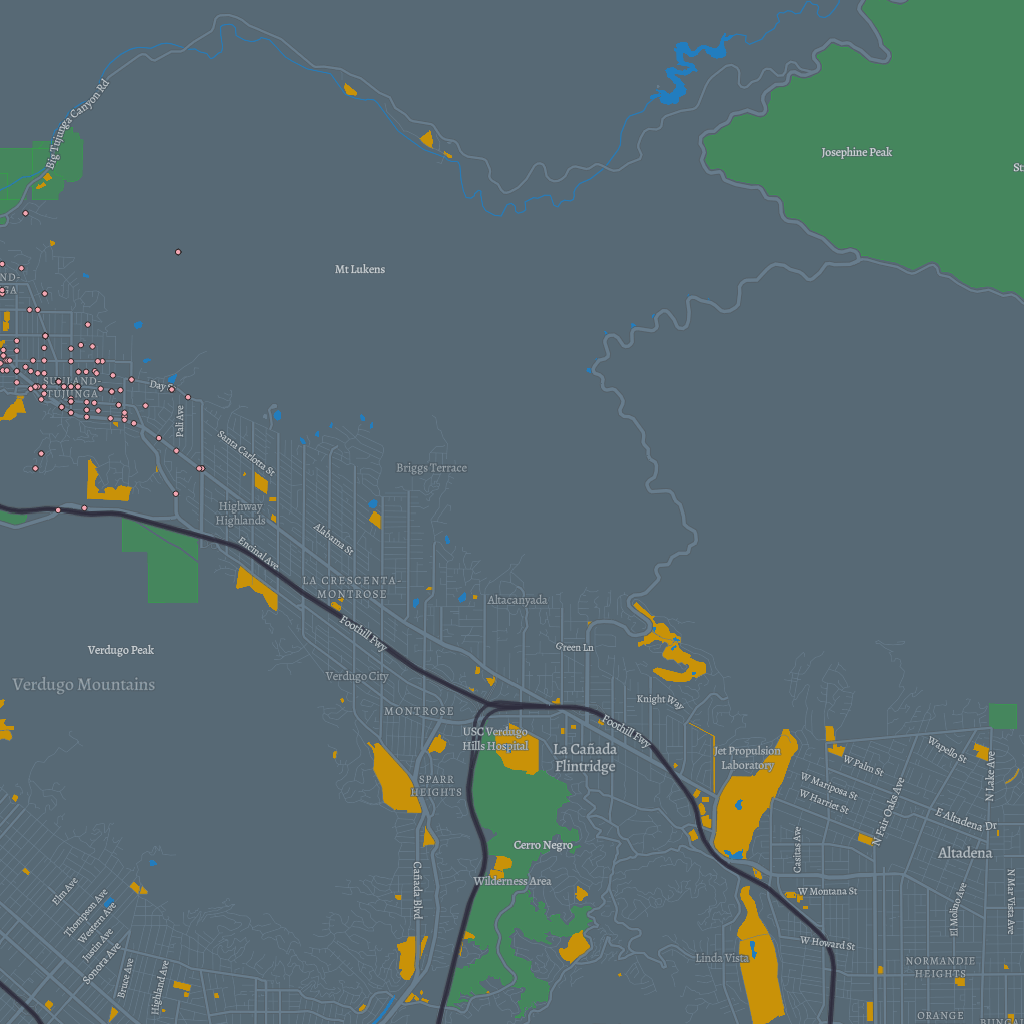 Big Tujunga Canyon Rd
Josephine Peak
Mt Lukens
SUNLAND-
TUJUNGA
Day S
Pali Ave
Santa Carlotta St
Briggs Terrace
Highway
Highlands
Alabama St
Encinal Ave
LA CRESCENTA-
MONTROSE
Altacanyada
Foothill Fwy
Green Ln
Verdugo Peak
Verdugo Mountains
Verdugo City
Knight Way
MONTROSE
USC Verdugo
Hills Hospital
Foothill Fwy
La Cañada
Flintridge
Jet Propulsion
Laboratory
Wapello St
W Palm St
N Lake Ave
SPARR
HEIGHTS
W Mariposa St
W Harriet St
N Fair Oaks Ave
E Altadena Dr
Cerro Negro
Casitas Ave
Altadena
Wilderness Area
Cañada Blvd
W Montana St
El Molino Ave
N Mar Vista Ave
Elm Ave
Thompson Ave
Western Ave
Justin Ave
Sonora Ave
Bruce Ave
Highland Ave
Linda Vista
W Howard St
NORMANDIE
HEIGHTS
ORANGE